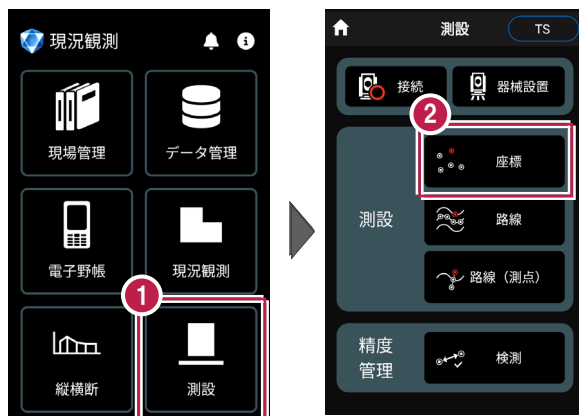 現況観測
現場管理
データ管理
電子野帳
現況観測
1
縦横断
測設
測設
TS
接続
器械設置
2
測設
座標
路線
路線（測点）
精度
管理
検測